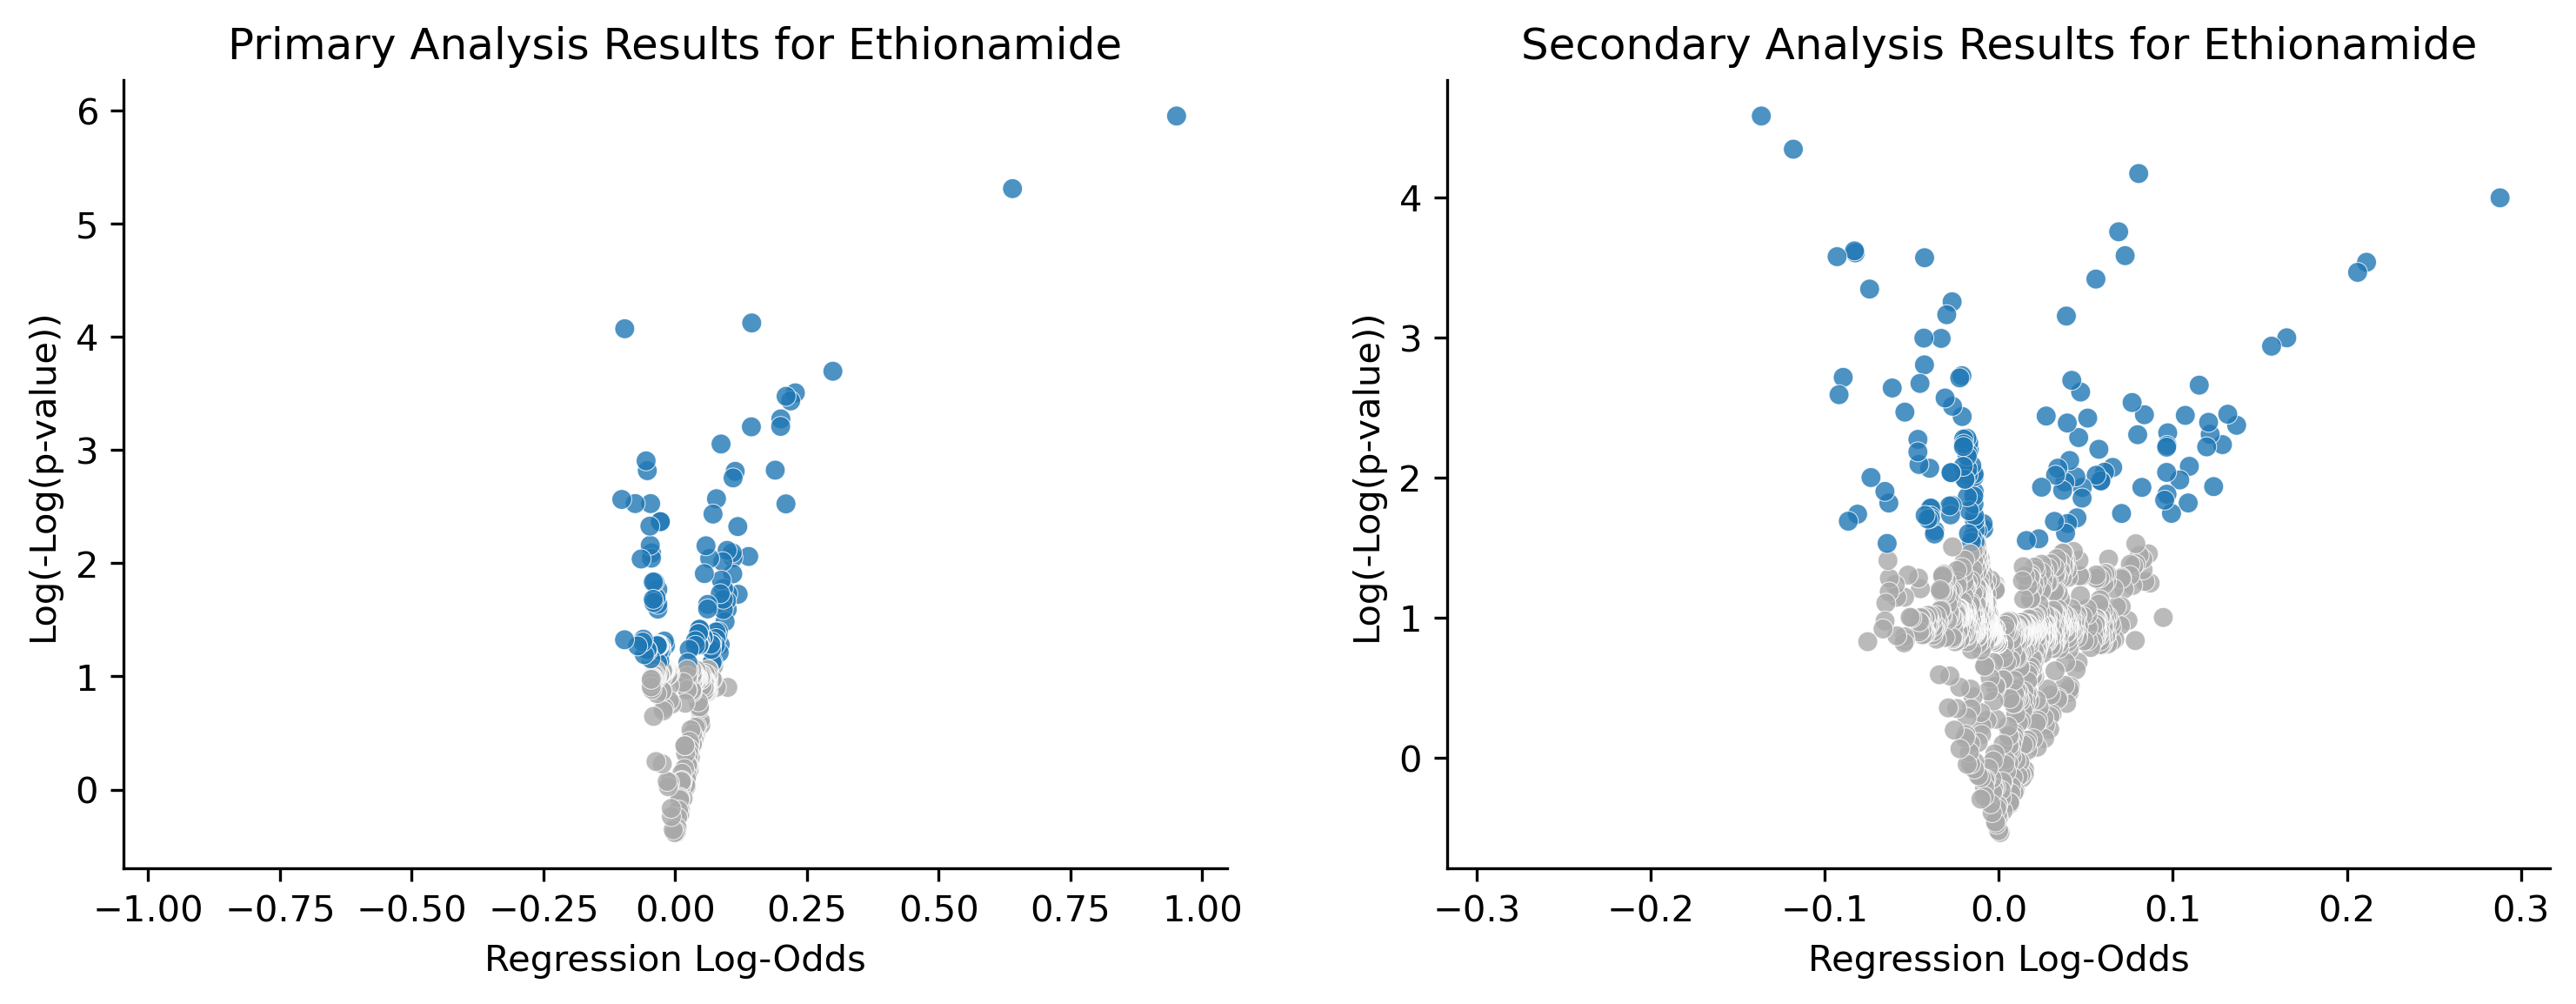 Primary Analysis Results for Ethionamide
6
5
4
3
2
1
0
Log(-Log(p-value))
−1.00 −0.75 −0.50 −0.25 0.00 0.25 0.50 0.75 1.00
Regression Log-Odds
Secondary Analysis Results for Ethionamide
4
3
2
1
0
Log(-Log(p-value))
−0.3 −0.2 −0.1 0.0 0.1 0.2 0.3
Regression Log-Odds